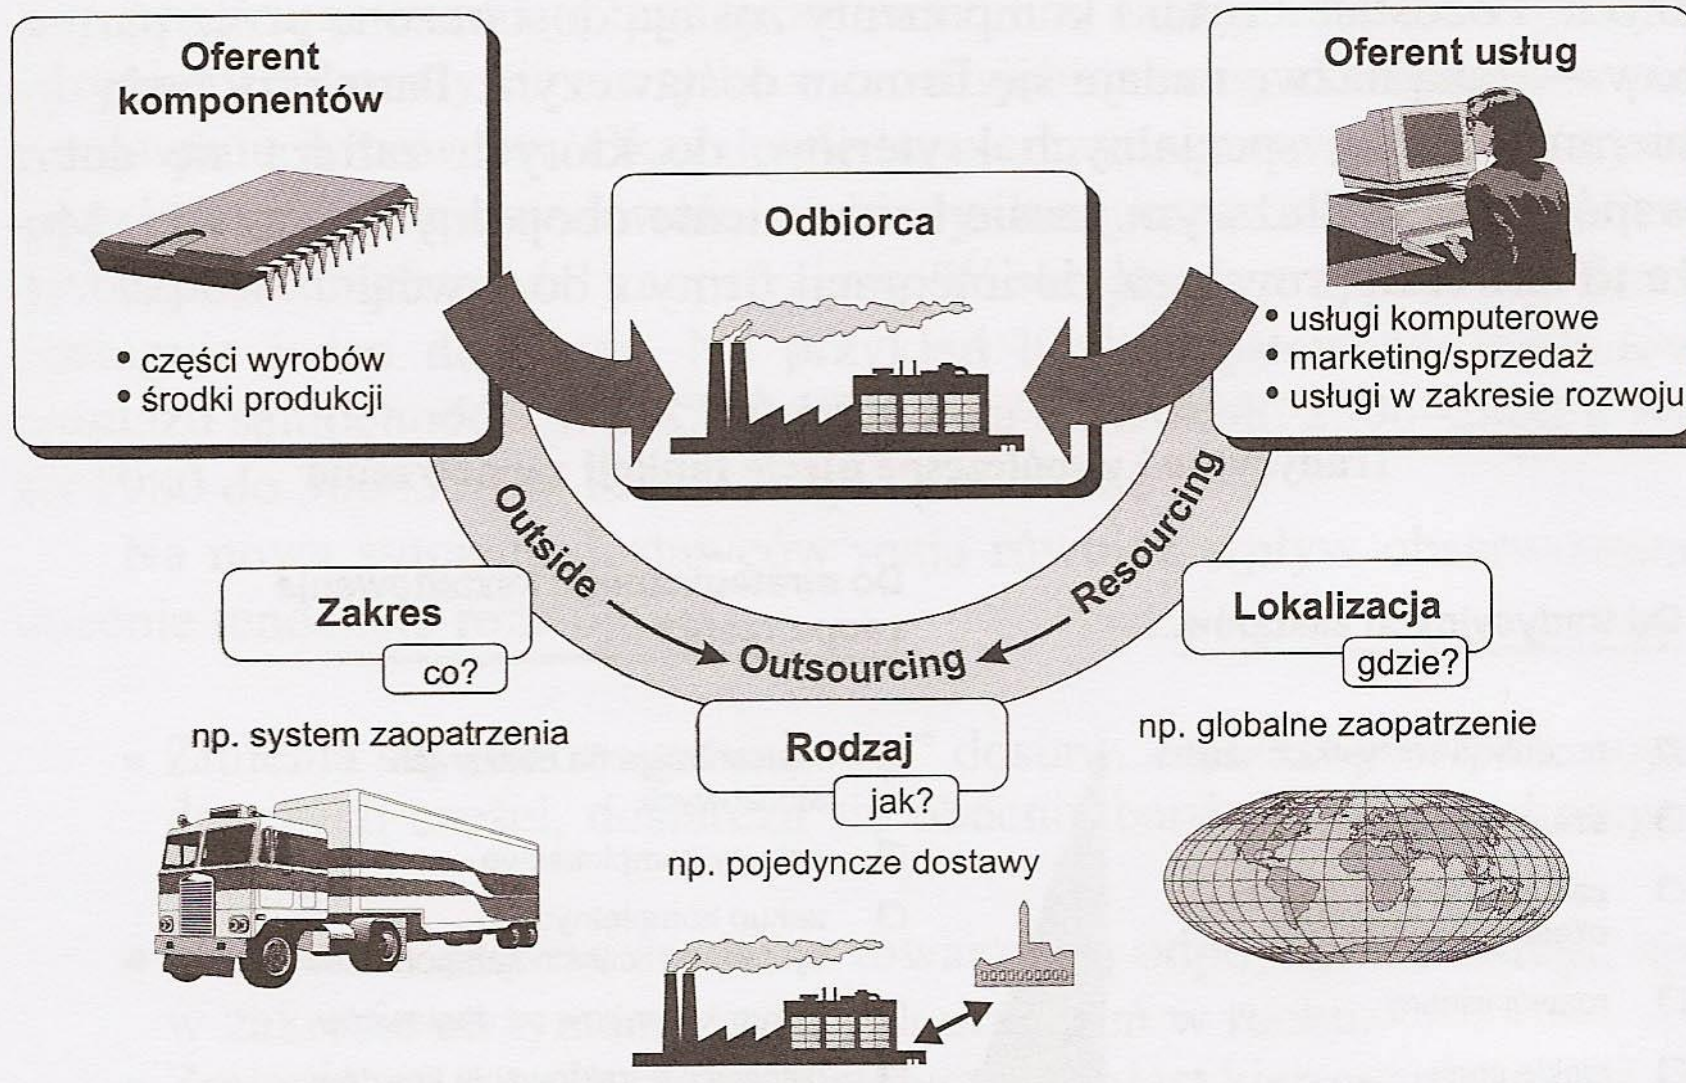 Oferent
komponentów
• części wyrobów
• środki produkcji
Odbiorca
Oferent usług
• usługi komputerowe
• marketing/sprzedaż
• usługi w zakresie rozwoju
Outside
Outsourcing
Resourcing
Zakres
co?
np. system zaopatrzenia
Rodzaj
jak?
np. pojedyncze dostawy
Lokalizacja
gdzie?
np. globalne zaopatrzenie